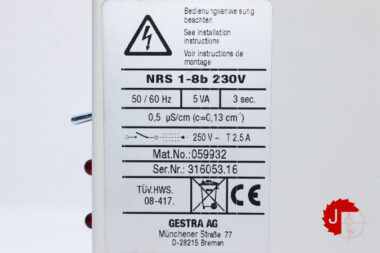 Bedienungsanweisung
beachten
See installation
instructions
Voir instructions de
montage
NRS 1-8b 230V
50 / 60 Hz 5 VA 3 sec.
0,5 µS/cm (c=0,13 cm⁻¹)
250 V~ T 2,5 A
Mat.No.:059932
Ser.Nr.: 316053.16
TÜV.HWS.
08-417.
CE
GESTRA AG
Münchener Straße 77
D-28215 Bremen